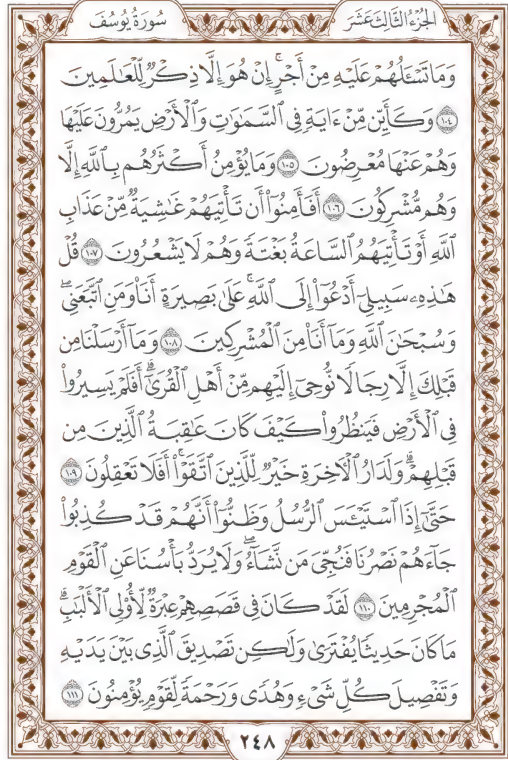 الجزء الثالث عشر
سورة يوسف
وَمَا تَسْـَٔلُهُمْ عَلَيْهِ مِنْ أَجْرٍ ۚ إِنْ هُوَ إِلَّا ذِكْرٌ لِّلْعَـٰلَمِينَ
١٠٤ وَكَأَيِّن مِّنْ ءَايَةٍ فِى ٱلسَّمَـٰوَٰتِ وَٱلْأَرْضِ يَمُرُّونَ عَلَيْهَا
وَهُمْ عَنْهَا مُعْرِضُونَ ١٠٥ وَمَا يُؤْمِنُ أَكْثَرُهُم بِٱللَّهِ إِلَّا
وَهُم مُّشْرِكُونَ ١٠٦ أَفَأَمِنُوٓا۟ أَن تَأْتِيَهُمْ غَـٰشِيَةٌ مِّنْ عَذَابِ
ٱللَّهِ أَوْ تَأْتِيَهُمُ ٱلسَّاعَةُ بَغْتَةً وَهُمْ لَا يَشْعُرُونَ ١٠٧ قُلْ
هَـٰذِهِۦ سَبِيلِىٓ أَدْعُوٓا۟ إِلَى ٱللَّهِ ۚ عَلَىٰ بَصِيرَةٍ أَنَا۠ وَمَنِ ٱتَّبَعَنِى ۖ
وَسُبْحَـٰنَ ٱللَّهِ وَمَآ أَنَا۠ مِنَ ٱلْمُشْرِكِينَ ١٠٨ وَمَآ أَرْسَلْنَا مِن
قَبْلِكَ إِلَّا رِجَالًا نُّوحِىٓ إِلَيْهِم مِّنْ أَهْلِ ٱلْقُرَىٰٓ ۗ أَفَلَمْ يَسِيرُوا۟
فِى ٱلْأَرْضِ فَيَنظُرُوا۟ كَيْفَ كَانَ عَـٰقِبَةُ ٱلَّذِينَ مِن
قَبْلِهِمْ ۗ وَلَدَارُ ٱلْـَٔاخِرَةِ خَيْرٌ لِّلَّذِينَ ٱتَّقَوْا۟ ۗ أَفَلَا تَعْقِلُونَ ١٠٩
حَتَّىٰٓ إِذَا ٱسْتَيْـَٔسَ ٱلرُّسُلُ وَظَنُّوٓا۟ أَنَّهُمْ قَدْ كُذِبُوا۟
جَآءَهُمْ نَصْرُنَا فَنُجِّىَ مَن نَّشَآءُ ۖ وَلَا يُرَدُّ بَأْسُنَا عَنِ ٱلْقَوْمِ
ٱلْمُجْرِمِينَ ١١٠ لَقَدْ كَانَ فِى قَصَصِهِمْ عِبْرَةٌ لِّأُو۟لِى ٱلْأَلْبَـٰبِ ۗ
مَا كَانَ حَدِيثًا يُفْتَرَىٰ وَلَـٰكِن تَصْدِيقَ ٱلَّذِى بَيْنَ يَدَيْهِ
وَتَفْصِيلَ كُلِّ شَىْءٍ وَهُدًى وَرَحْمَةً لِّقَوْمٍ يُؤْمِنُونَ ١١١
٢٤٨